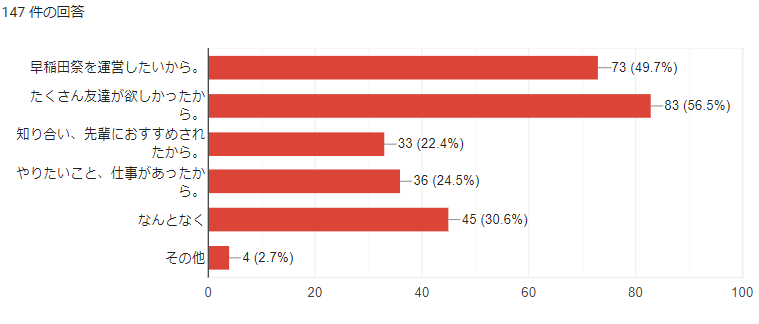 147 件の回答
早稲田祭を運営したいから。
73 (49.7%)
たくさん友達が欲しかったか
ら。
83 (56.5%)
知り合い、先輩におすすめされ
たから。
33 (22.4%)
やりたいこと、仕事があったか
ら。
36 (24.5%)
なんとなく
45 (30.6%)
その他
4 (2.7%)
0 20 40 60 80 100